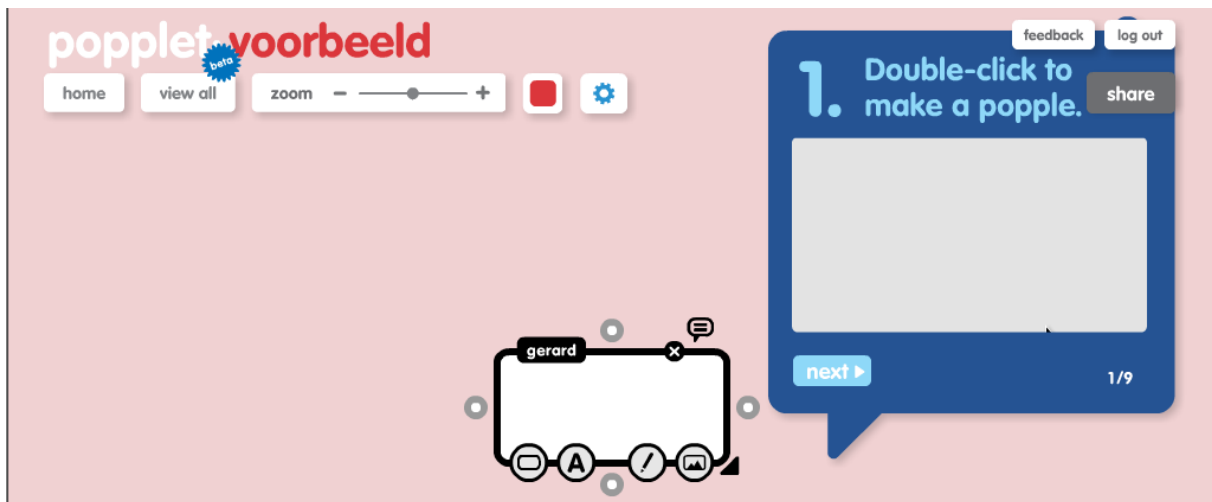 popplet voorbeeld
beta
home
view all
zoom - +
feedback
log out
share
1. Double-click to
make a popple.
next
1/9
gerard
A